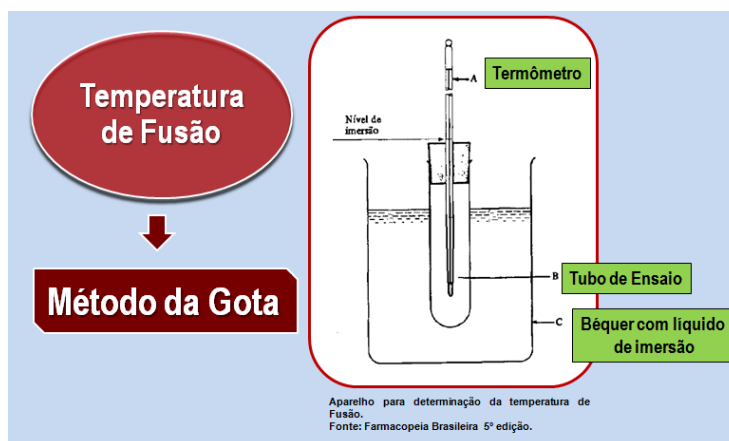 Temperatura
de Fusão
Método da Gota
A
Termômetro
Nível de
imersão
B
Tubo de Ensaio
C
Béquer com líquido
de imersão
Aparelho para determinação da temperatura de
Fusão.
Fonte: Farmacopeia Brasileira 5º edição.